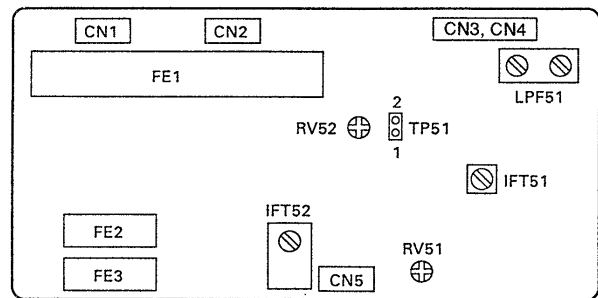 CN1
CN2
CN3, CN4
FE1
LPF51
2
RV52
TP51
1
IFT51
IFT52
FE2
RV51
FE3
CN5